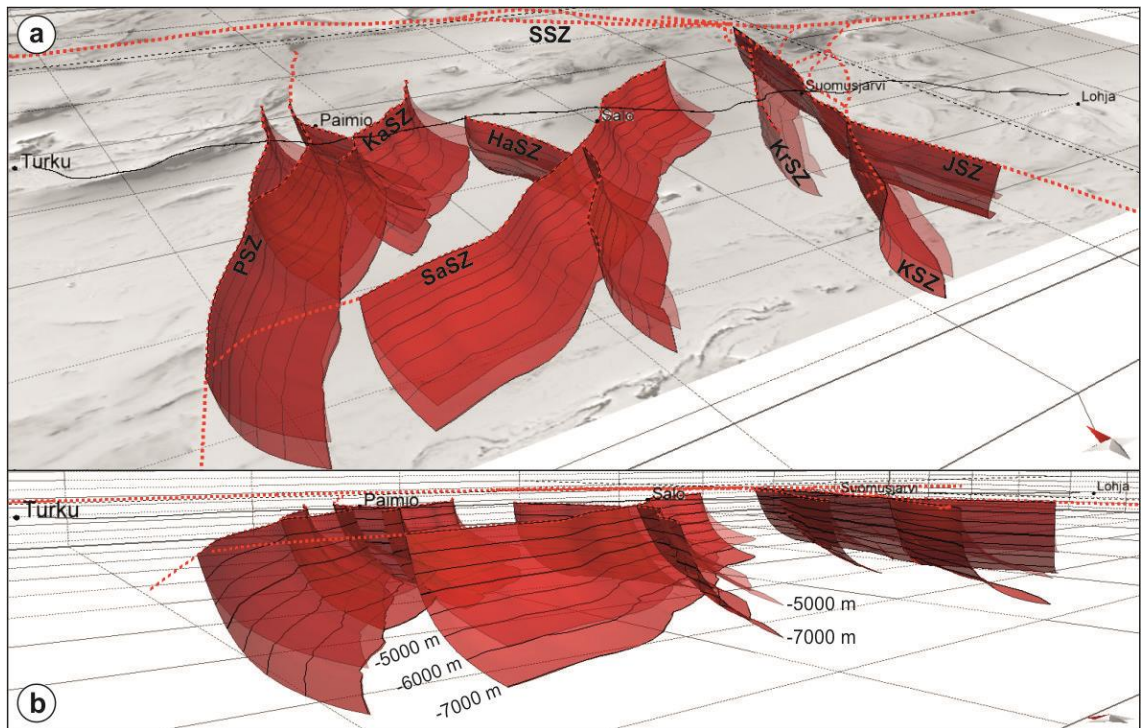 a
SSZ
Suomusjärvi
Lohja
Paimio
KaSZ
Salo
Turku
HaSZ
KrSZ
JSZ
PSZ
SaSZ
KSZ
Paimio
Salo
Suomusjarvi
Lohja
Turku
-5000 m
-5000 m
-6000 m
-7000 m
-7000 m
b